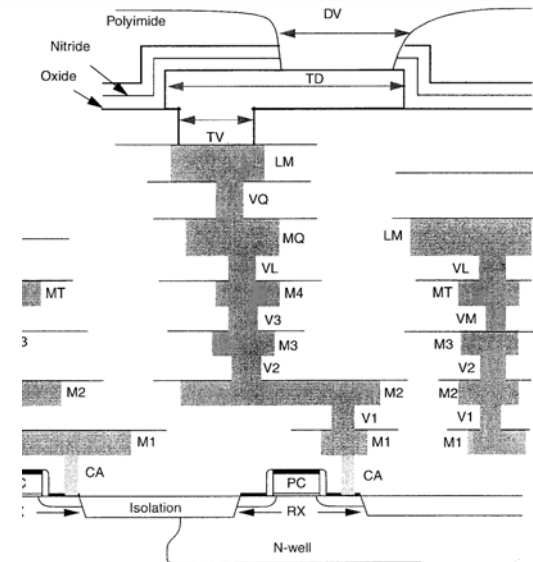 Polyimide
DV
Nitride
Oxide
TD
TV
LM
VQ
MQ
LM
VL
VL
MT
M4
MT
V3
VM
3
M3
M3
V2
V2
M2
M2
M2
V1
V1
M1
M1
M1
CA
CA
C
PC
X
Isolation
RX
N-well